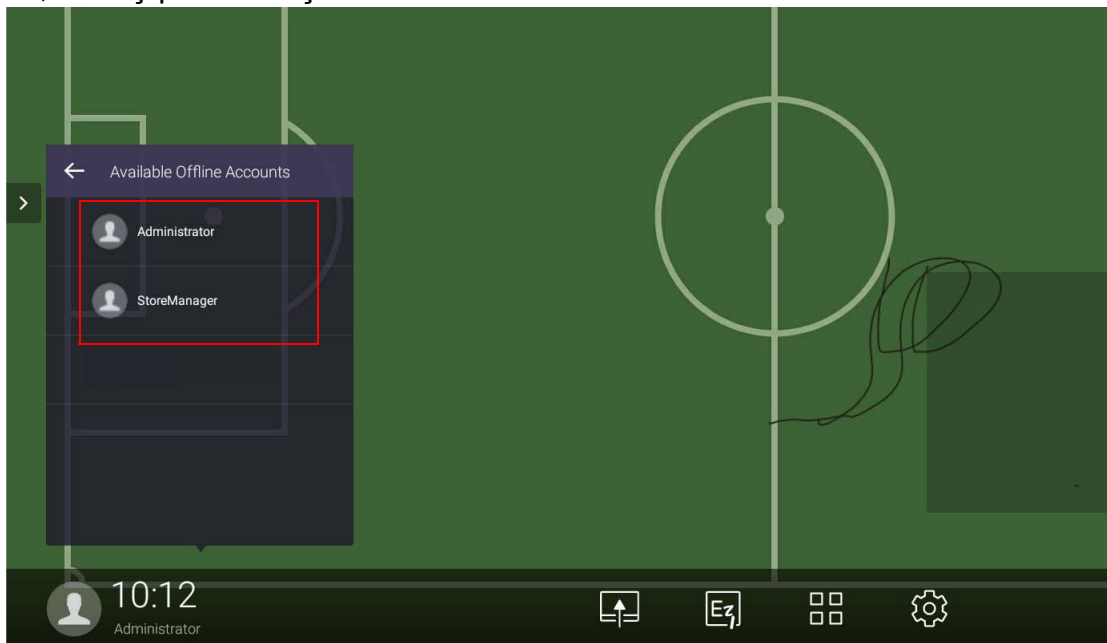 Available Offline Accounts
Administrator
StoreManager
10:12
Administrator